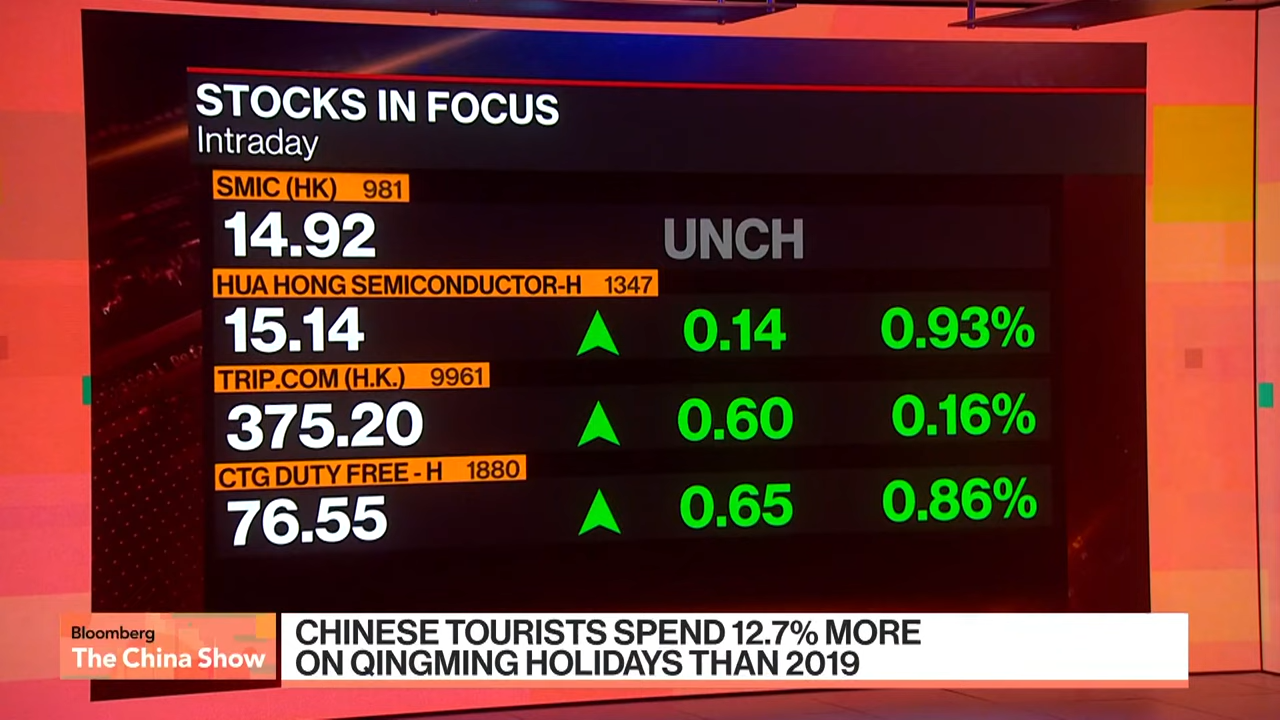 STOCKS IN FOCUS
Intraday
SMIC (HK) 981
14.92 UNCH
HUA HONG SEMICONDUCTOR-H 1347
15.14 0.14 0.93%
TRIP.COM (H.K.) 9961
375.20 0.60 0.16%
CTG DUTY FREE - H 1880
76.55 0.65 0.86%
Bloomberg
The China Show
CHINESE TOURISTS SPEND 12.7% MORE
ON QINGMING HOLIDAYS THAN 2019